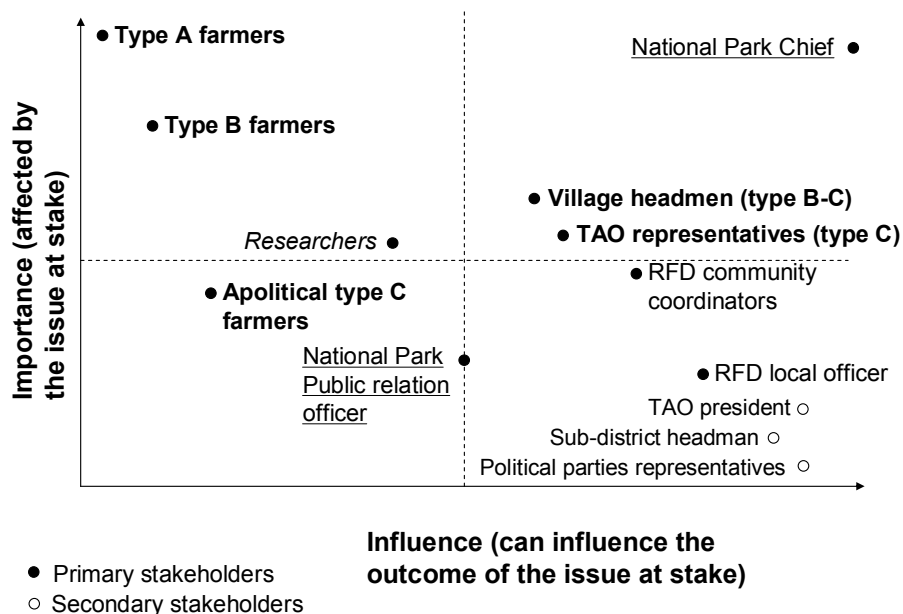 Type A farmers
National Park Chief
Type B farmers
Village headmen (type B-C)
TAO representatives (type C)
Researchers
RFD community
coordinators
Apolitical type C
farmers
National Park
Public relation
officer
RFD local officer
TAO president
Sub-district headman
Political parties representatives
Importance (affected by
the issue at stake)
Influence (can influence the
outcome of the issue at stake)
Primary stakeholders
Secondary stakeholders